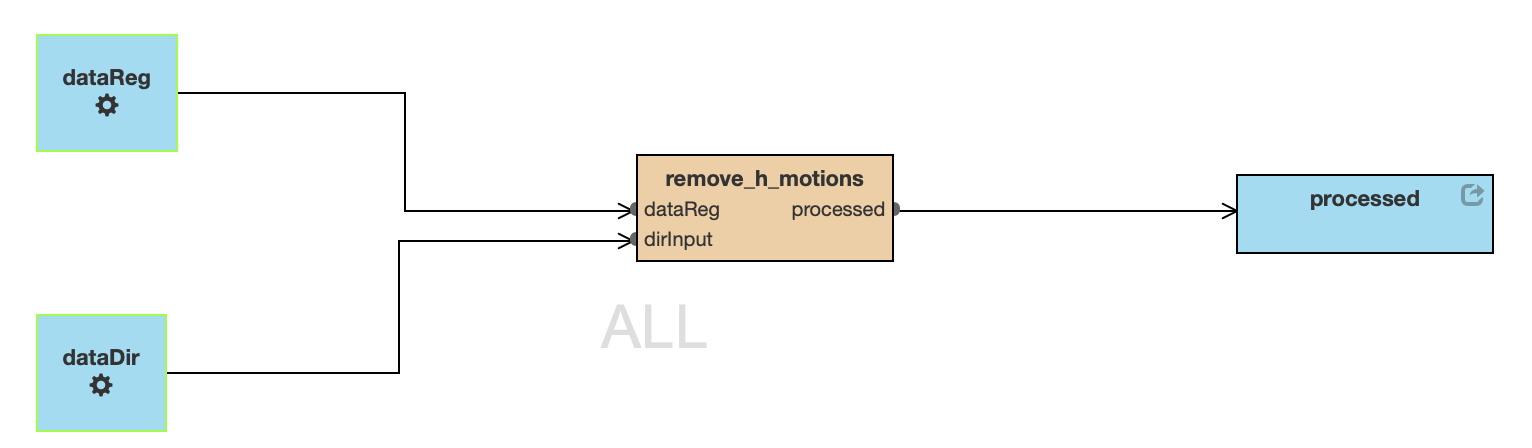 dataReg
remove_h_motions
dataReg processed
dirInput
processed
ALL
dataDir